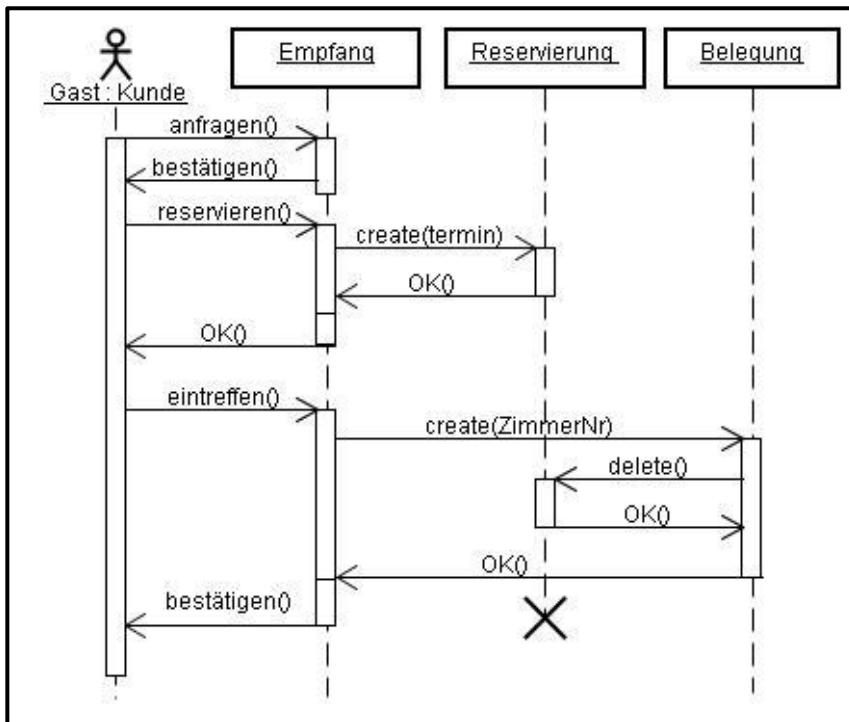 Empfang
Reservierung
Belegung
Gast : Kunde
anfragen()
bestätigen()
reservieren()
create(termin)
OK()
OK()
eintreffen()
create(ZimmerNr)
delete()
OK()
OK()
bestätigen()